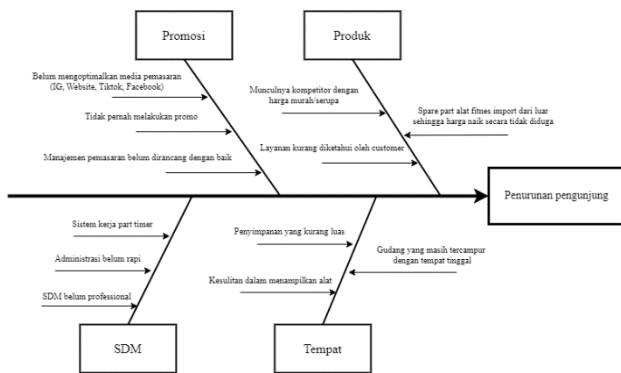 Promosi
Produk
Belum mengoptimalkan media pemasaran
(IG, Website, Tiktok, Facebook)
Tidak pernah melakukan promo
Manajemen pemasaran belum dirancang dengan baik
Munculnya kompetitor dengan
harga murah/serupa
Spare part alat fitnes import dari luar
sehingga harga naik secara tidak diduga
Layanan kurang diketahui oleh customer
Penurunan pengunjung
Sistem kerja part timer
Administrasi belum rapi
SDM belum professional
Penyimpanan yang kurang luas
Gudang yang masih tercampur
dengan tempat tinggal
Kesulitan dalam menampilkan alat
SDM
Tempat